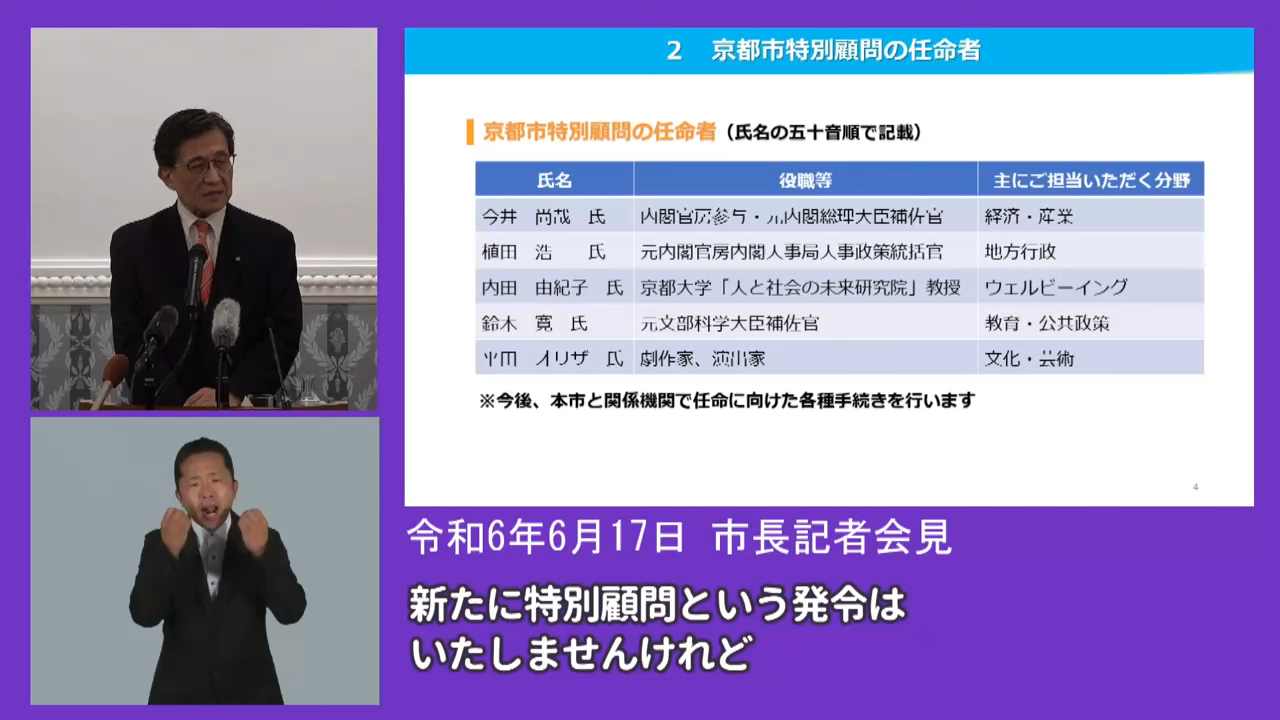 2 京都市特別顧問の任命者
京都市特別顧問の任命者（氏名の五十音順で記載）
氏名 役職等 主にご担当いただく分野
今井 尚哉 氏 内閣官房参与・元内閣総理大臣補佐官 経済・産業
植田 浩 氏 元内閣官房内閣人事局人事政策統括官 地方行政
内田 由紀子 氏 京都大学「人と社会の未来研究院」教授 ウェルビーイング
鈴木 寛 氏 元文部科学大臣補佐官 教育・公共政策
平田 オリザ 氏 劇作家、演出家 文化・芸術
※今後、本市と関係機関で任命に向けた各種手続きを行います
4
令和6年6月17日 市長記者会見
新たに特別顧問という発令は
いたしませんけれど